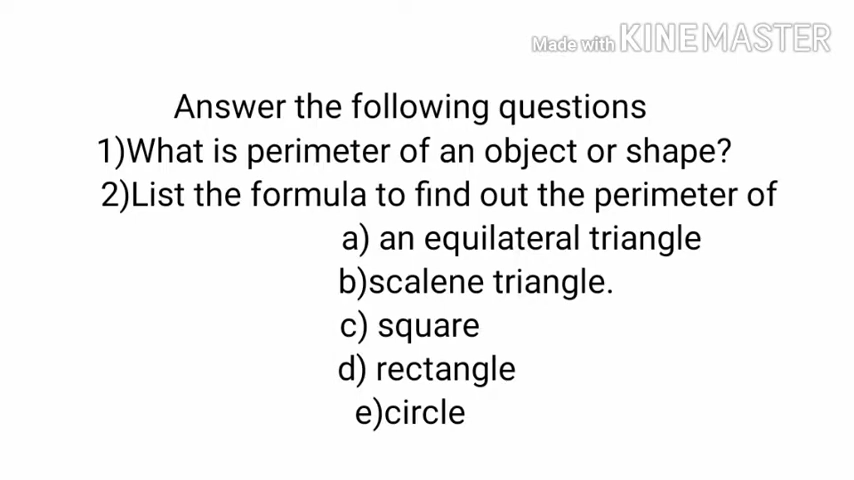 Made with KINEMASTER
Answer the following questions
1)What is perimeter of an object or shape?
2)List the formula to find out the perimeter of
a) an equilateral triangle
b)scalene triangle.
c) square
d) rectangle
e)circle